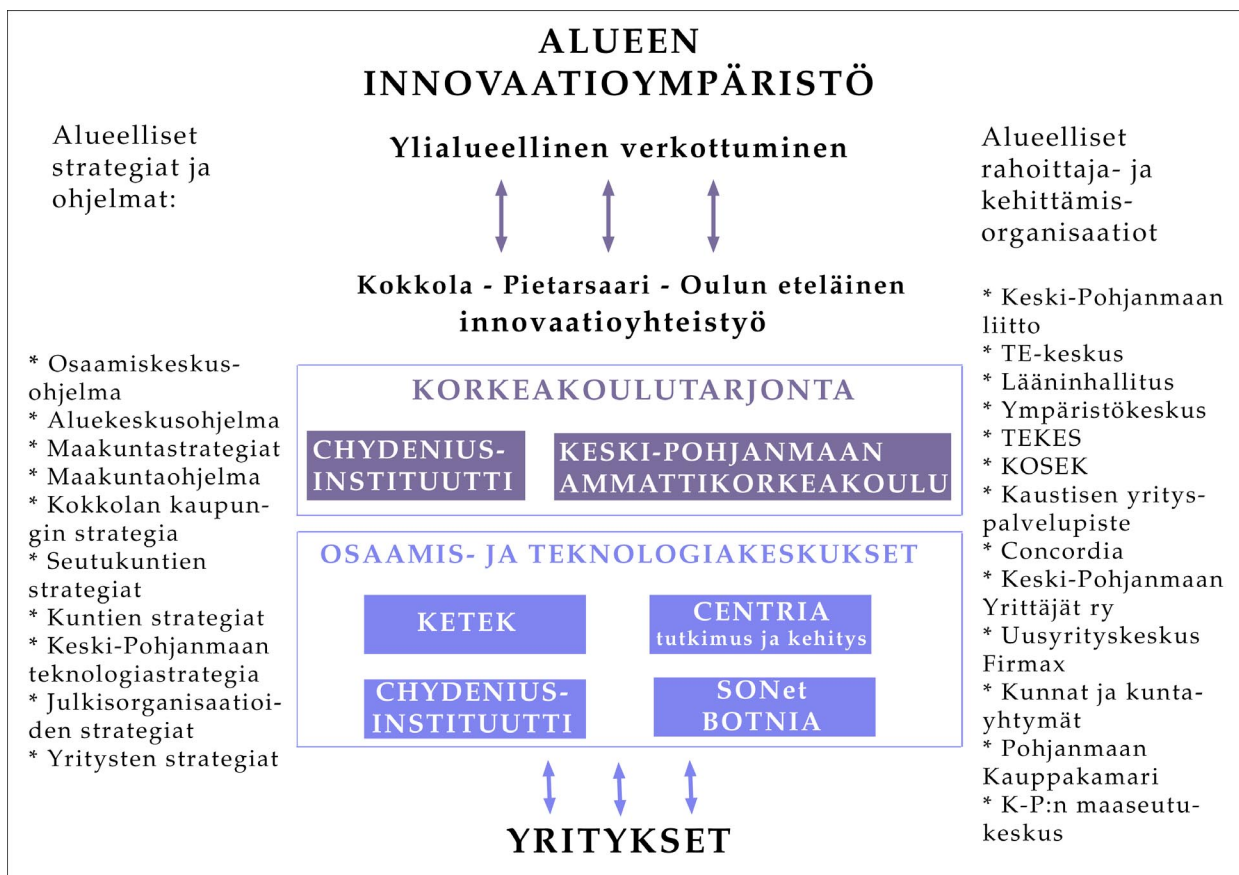 ALUEEN
INNOVAATIOYMPÄRISTÖ
Alueelliset
strategiat ja
ohjelmat:
* Osaamiskeskus-
ohjelma
* Aluekeskusohjelma
* Maakuntastrategiat
* Maakuntaohjelma
* Kokkolan kaupun-
gin strategia
* Seutukuntien
strategiat
* Kuntien strategiat
* Keski-Pohjanmaan
teknologiastrategia
* Julkisorganisaatioi-
den strategiat
* Yritysten strategiat
Ylialueellinen verkottuminen
Kokkola - Pietarsaari - Oulun eteläinen
innovaatioyhteistyö
KORKEAKOULUTARJONTA
CHYDENIUS-
INSTITUUTTI
KESKI-POHJANMAAN
AMMATTIKORKEAKOULU
OSAAMIS- JA TEKNOLOGIAKESKUKSET
KETEK
CENTRIA
tutkimus ja kehitys
CHYDENIUS-
INSTITUUTTI
SONet
BOTNIA
YRITYKSET
Alueelliset
rahoittaja- ja
kehittämis-
organisaatiot
* Keski-Pohjanmaan
liitto
* TE-keskus
* Lääninhallitus
* Ympäristökeskus
* TEKES
* KOSEK
* Kaustisen yritys-
palvelupiste
* Concordia
* Keski-Pohjanmaan
Yrittäjät ry
* Uusyrityskeskus
Firmax
* Kunnat ja kunta-
yhtymät
* Pohjanmaan
Kauppakamari
* K-P:n maaseutu-
keskus